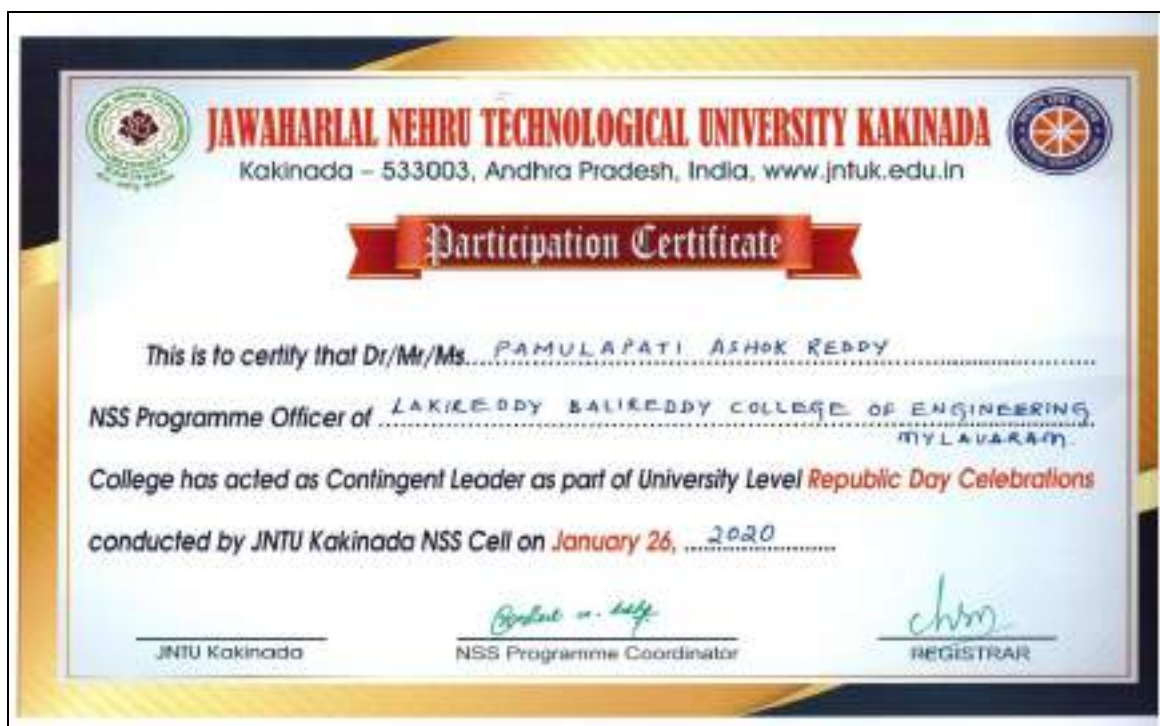 JAWAHARLAL NEHRU TECHNOLOGICAL UNIVERSITY KAKINADA
Kakinada – 533003, Andhra Pradesh, India, www.jntuk.edu.in
Participation Certificate
This is to certify that Dr/Mr/Ms. PAMULAPATI ASHOK REDDY
NSS Programme Officer of LAKIREDDY BALIREDDY COLLEGE OF ENGINEERING
MYLAVARAM
College has acted as Contingent Leader as part of University Level Republic Day Celebrations
conducted by JNTU Kakinada NSS Cell on January 26, 2020
JNTU Kakinada
NSS Programme Coordinator
REGISTRAR